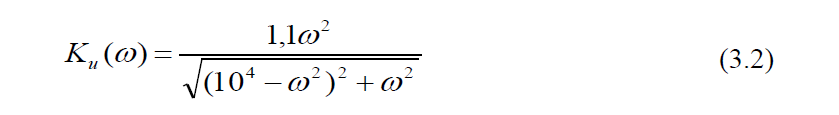 K_u(ω) = 1,1ω² / √((10⁴ − ω²)² + ω²) (3.2)